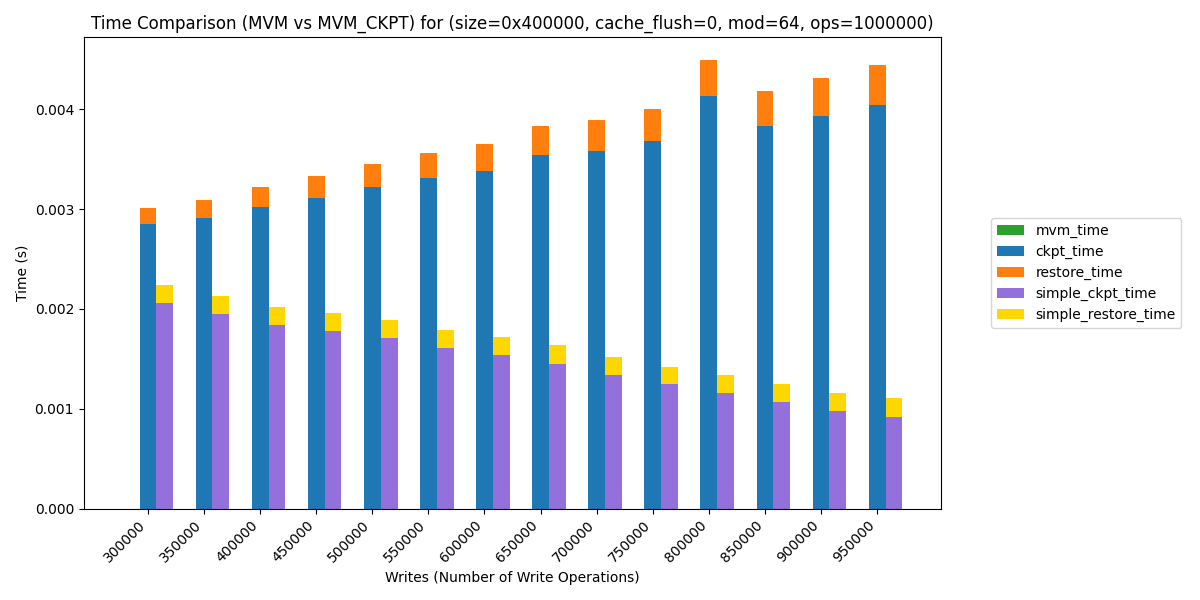 Time Comparison (MVM vs MVM_CKPT) for (size=0x400000, cache_flush=0, mod=64, ops=1000000)
Time (s)
0.004
0.003
0.002
0.001
0.000
300000
350000
400000
450000
500000
550000
600000
650000
700000
750000
800000
850000
900000
950000
Writes (Number of Write Operations)
mvm_time
ckpt_time
restore_time
simple_ckpt_time
simple_restore_time